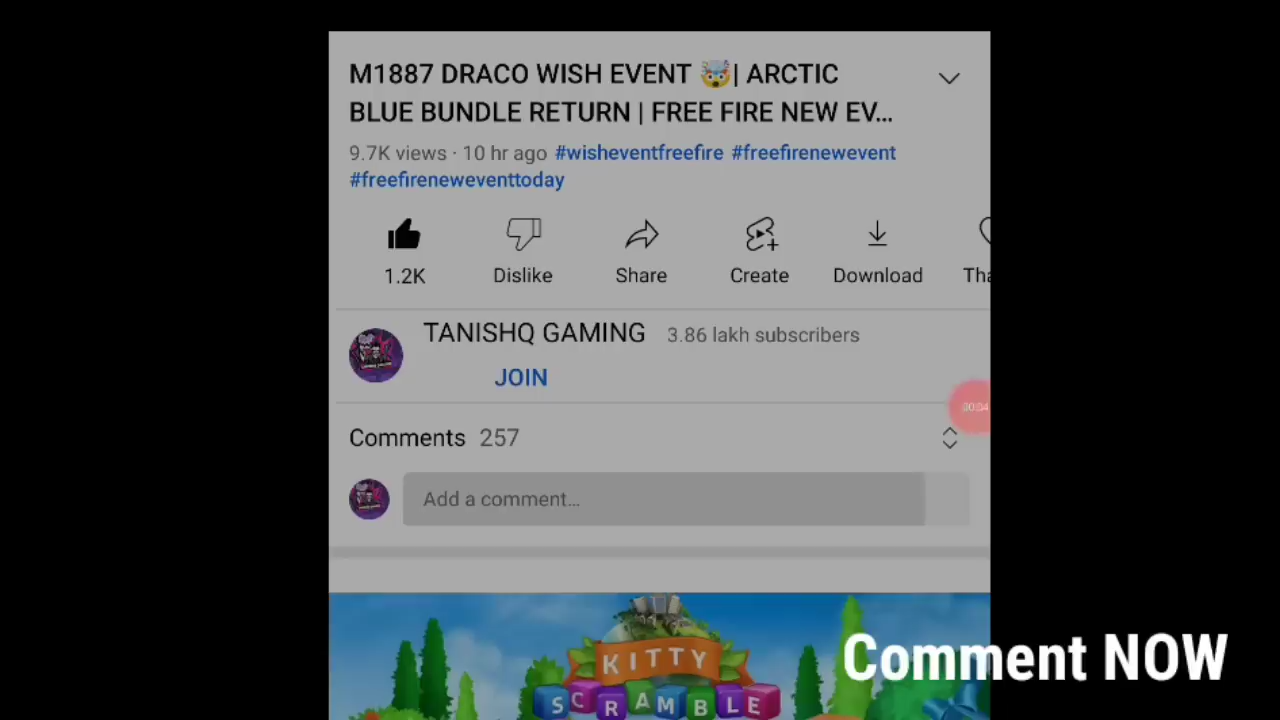 M1887 DRACO WISH EVENT 🤯| ARCTIC
BLUE BUNDLE RETURN | FREE FIRE NEW EV...
9.7K views · 10 hr ago #wisheventfreefire #freefirenewevent
#freefireneweventtoday
1.2K Dislike Share Create Download Tha
TANISHQ GAMING 3.86 lakh subscribers
JOIN
00:04
Comments 257
Add a comment...
KITTY
SCRAMBLE
Comment NOW